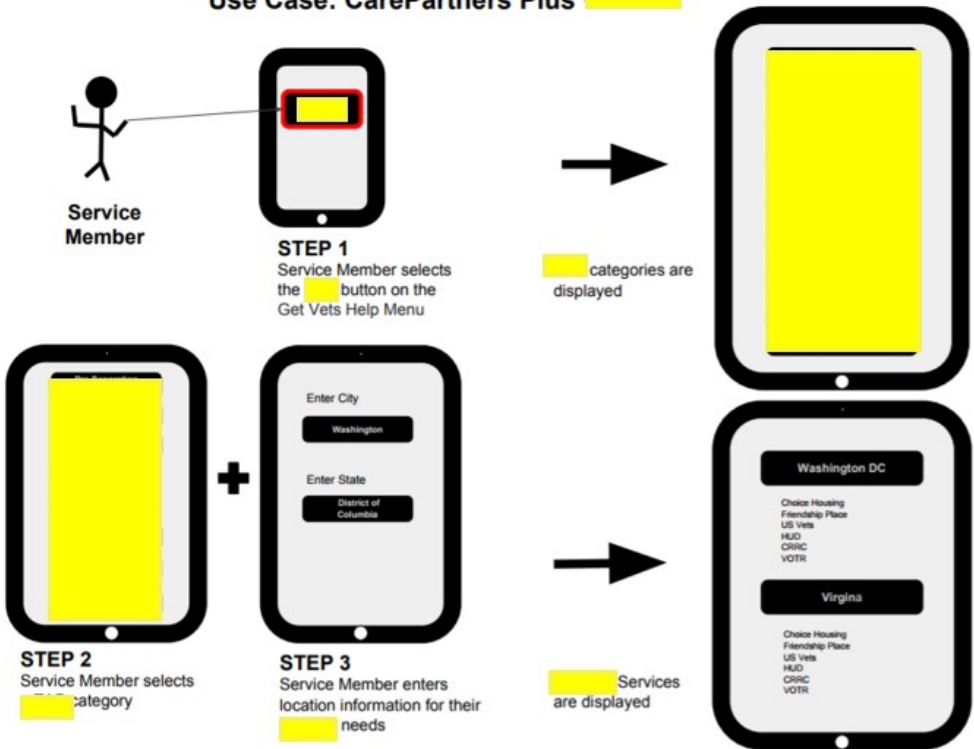 Use Case: CarePartners Plus
Service
Member
STEP 1
Service Member selects
the button on the
Get Vets Help Menu
categories are
displayed
Enter City
Washington
Enter State
District of
Columbia
STEP 2
Service Member selects
category
STEP 3
Service Member enters
location information for their
needs
Services
are displayed
Washington DC
Choice Housing
Friendship Place
US Vets
HUD
CRRC
VOTR
Virgina
Choice Housing
Friendship Place
US Vets
HUD
CRRC
VOTR